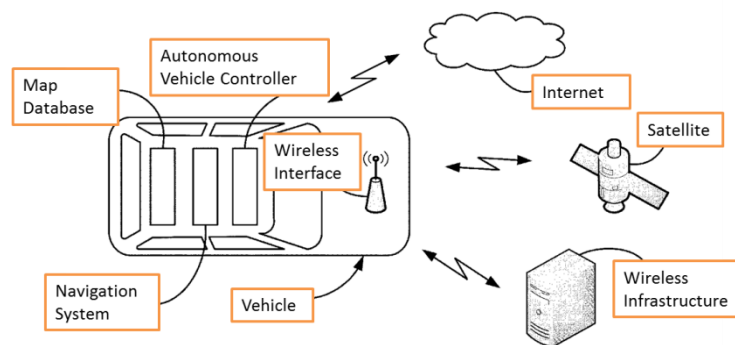 Autonomous
Vehicle Controller
Map
Database
Internet
Wireless
Interface
Satellite
Navigation
System
Vehicle
Wireless
Infrastructure